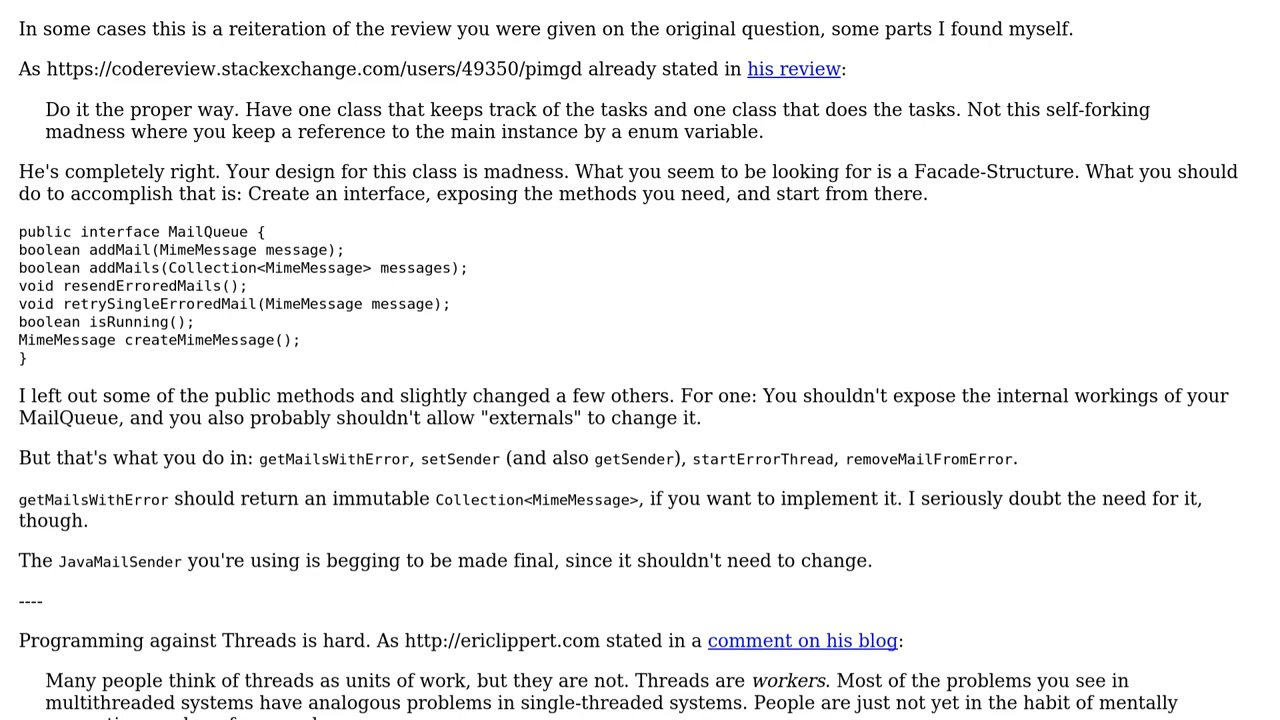 In some cases this is a reiteration of the review you were given on the original question, some parts I found myself.
As https://codereview.stackexchange.com/users/49350/pimgd already stated in his review:
Do it the proper way. Have one class that keeps track of the tasks and one class that does the tasks. Not this self-forking
madness where you keep a reference to the main instance by a enum variable.
He's completely right. Your design for this class is madness. What you seem to be looking for is a Facade-Structure. What you should
do to accomplish that is: Create an interface, exposing the methods you need, and start from there.
public interface MailQueue {
boolean addMail(MimeMessage message);
boolean addMails(Collection<MimeMessage> messages);
void resendErroredMails();
void retrySingleErroredMail(MimeMessage message);
boolean isRunning();
MimeMessage createMimeMessage();
}
I left out some of the public methods and slightly changed a few others. For one: You shouldn't expose the internal workings of your
MailQueue, and you also probably shouldn't allow "externals" to change it.
But that's what you do in: getMailsWithError, setSender (and also getSender), startErrorThread, removeMailFromError.
getMailsWithError should return an immutable Collection<MimeMessage>, if you want to implement it. I seriously doubt the need for it,
though.
The JavaMailSender you're using is begging to be made final, since it shouldn't need to change.
----
Programming against Threads is hard. As http://ericlippert.com stated in a comment on his blog:
Many people think of threads as units of work, but they are not. Threads are workers. Most of the problems you see in
multithreaded systems have analogous problems in single-threaded systems. People are just not yet in the habit of mentally